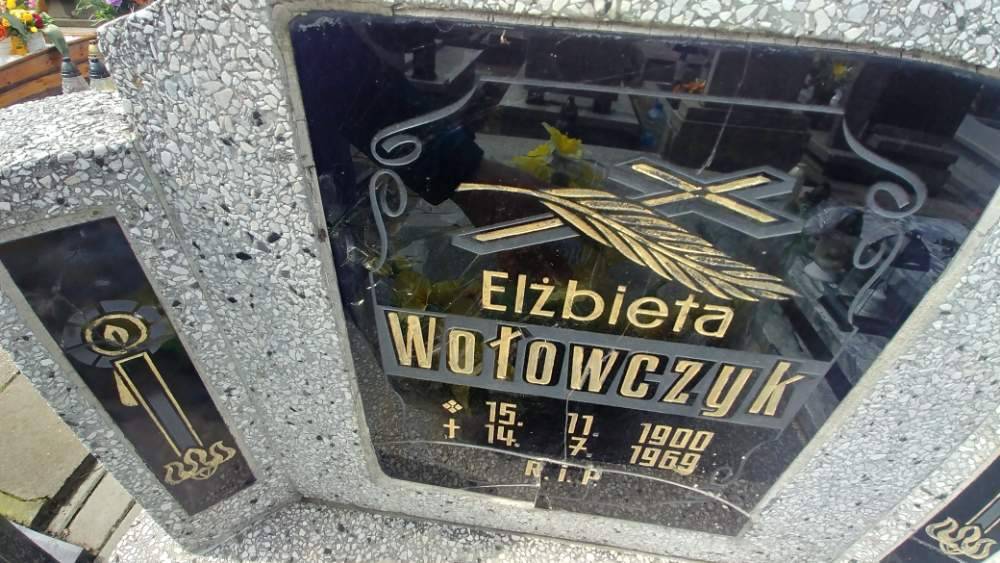 Elżbieta
Wołowczyk
15. 11. 1900
✝ 14. 7. 1969
R.I.P